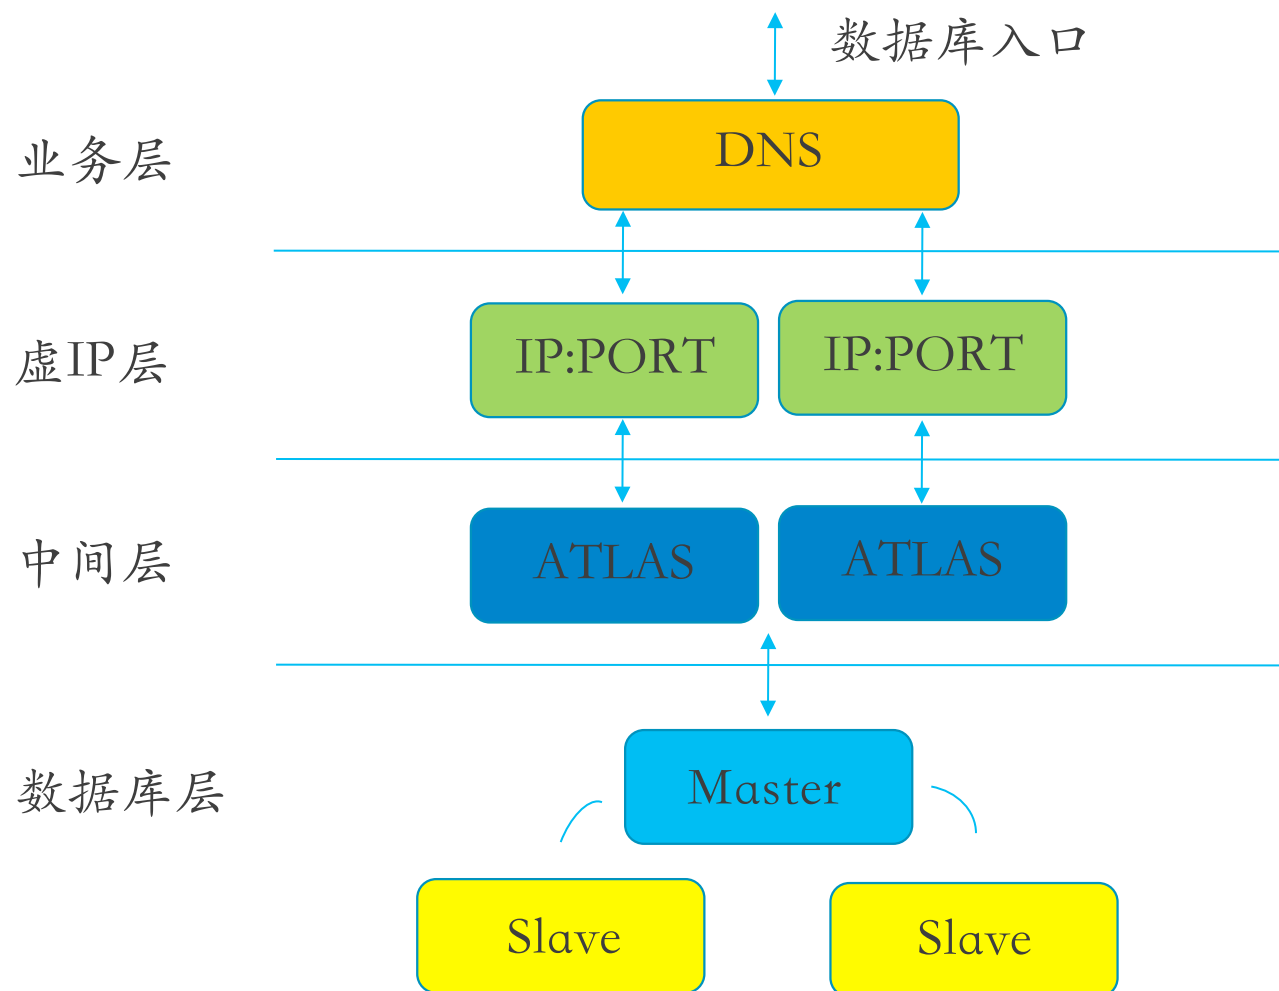 数据库入口
业务层
DNS
虚IP层
IP:PORT
IP:PORT
中间层
ATLAS
ATLAS
数据库层
Master
Slave
Slave